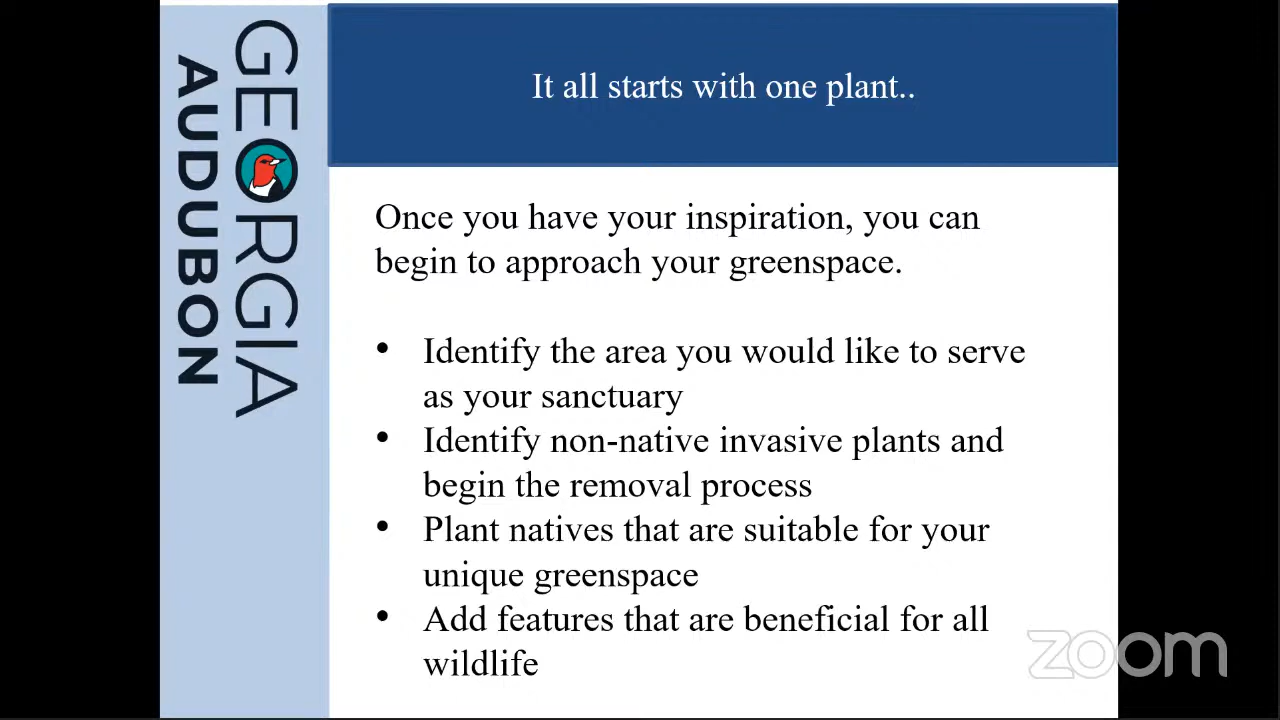 GEORGIA
AUDUBON
It all starts with one plant..
Once you have your inspiration, you can
begin to approach your greenspace.
• Identify the area you would like to serve
as your sanctuary
• Identify non-native invasive plants and
begin the removal process
• Plant natives that are suitable for your
unique greenspace
• Add features that are beneficial for all
wildlife
zoom